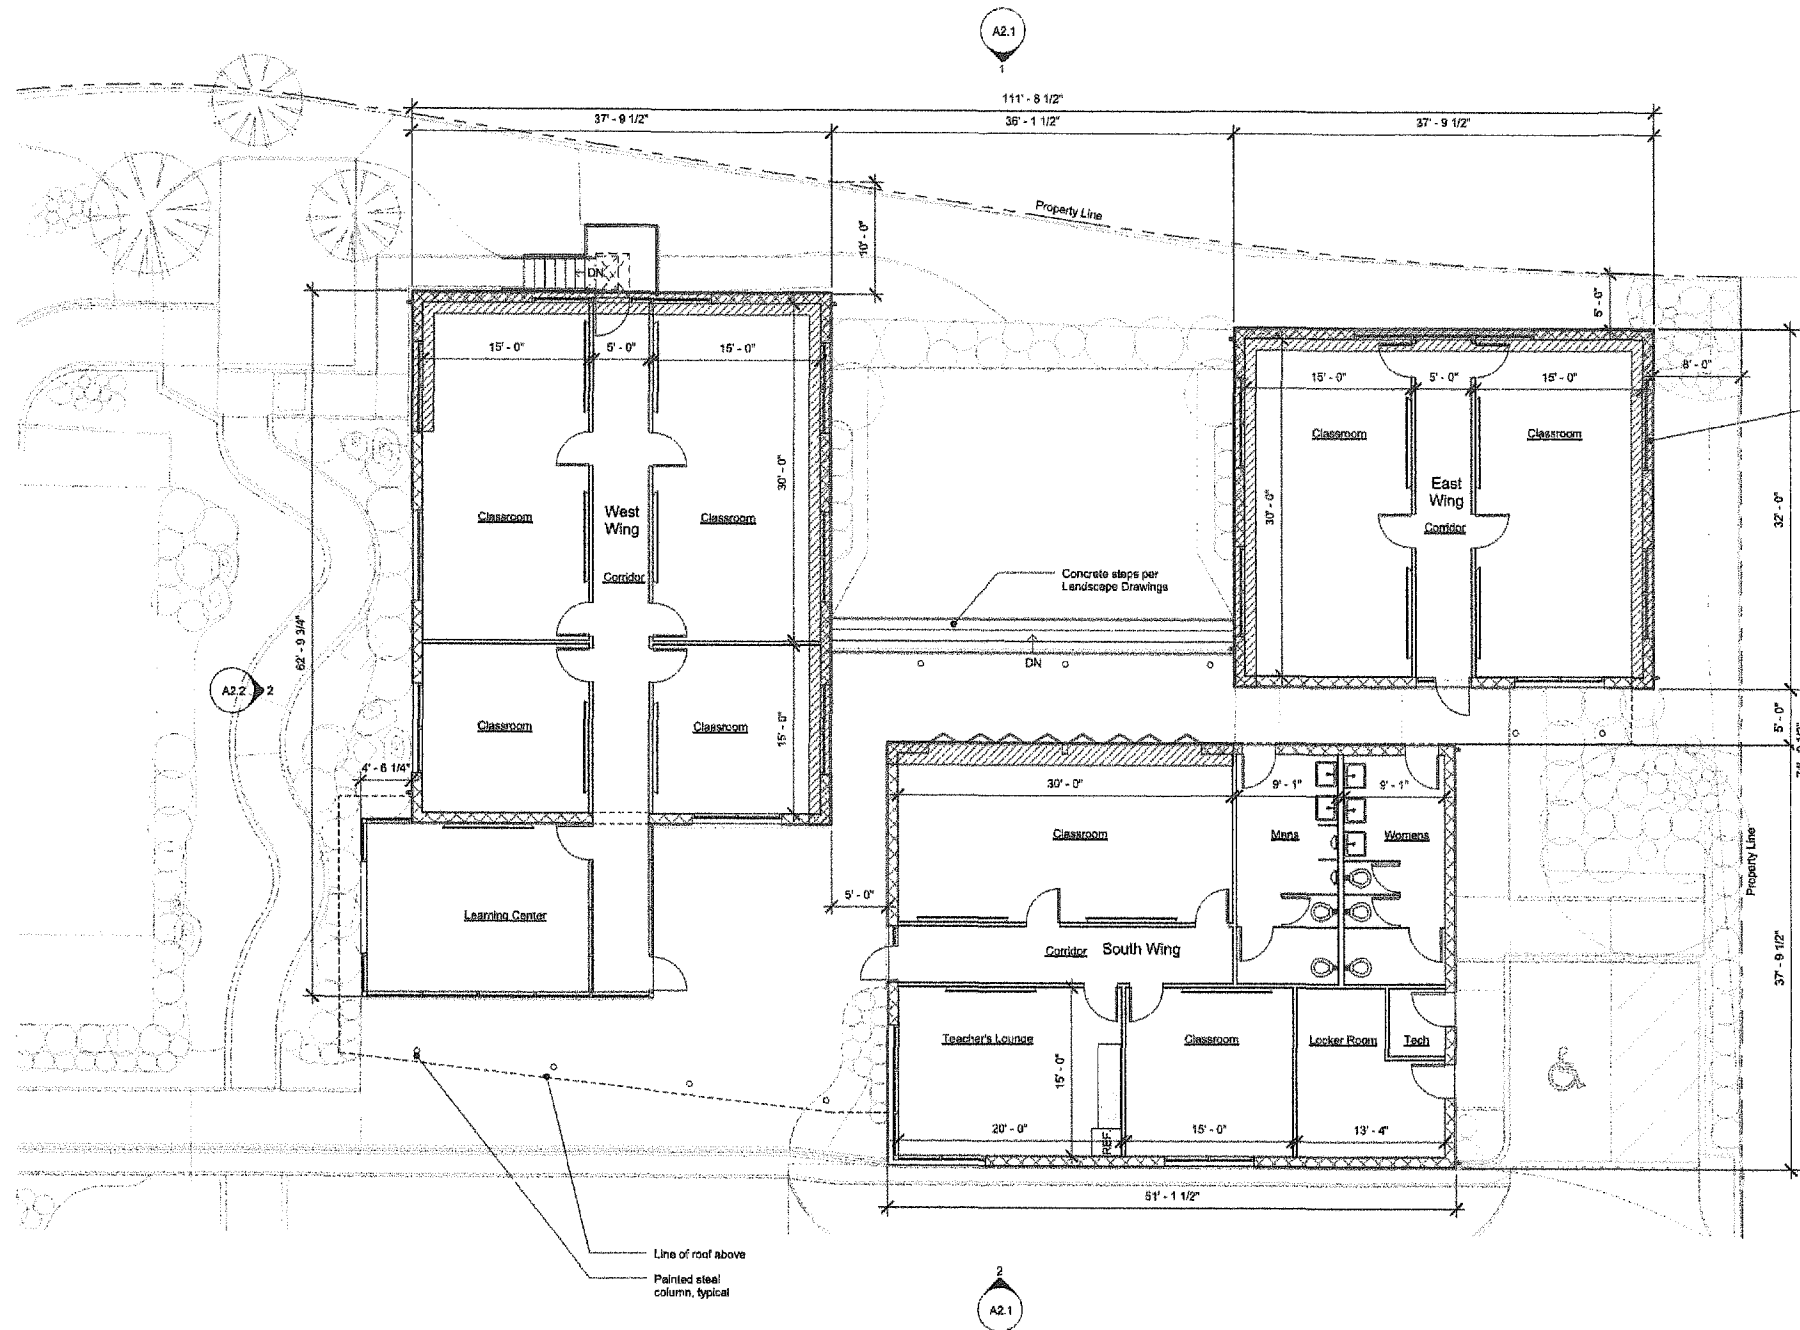 A2.1
1
111' - 8 1/2"
37' - 9 1/2"
36' - 1 1/2"
37' - 9 1/2"
Property Line
10' - 0"
5' - 0"
DN
15' - 0"
5' - 0"
15' - 0"
15' - 0"
5' - 0"
15' - 0"
8' - 0"
Classroom
Classroom
30' - 0"
East
Wing
Corridor
30' - 0"
32' - 0"
Classroom
West
Wing
Classroom
Corridor
Concrete steps per
Landscape Drawings
DN
62' - 9 3/4"
A2.2
2
Classroom
Classroom
15' - 0"
4' - 6 1/4"
5' - 0"
30' - 0"
9' - 1"
9' - 1"
Classroom
Mens
Womens
Property Line
5' - 0"
Learning Center
Corridor
South Wing
37' - 9 1/2"
Teacher's Lounge
Classroom
Locker Room
Tech
15' - 0"
20' - 0"
REF.
15' - 0"
13' - 4"
51' - 1 1/2"
Line of roof above
Painted steel
column, typical
2
A2.1